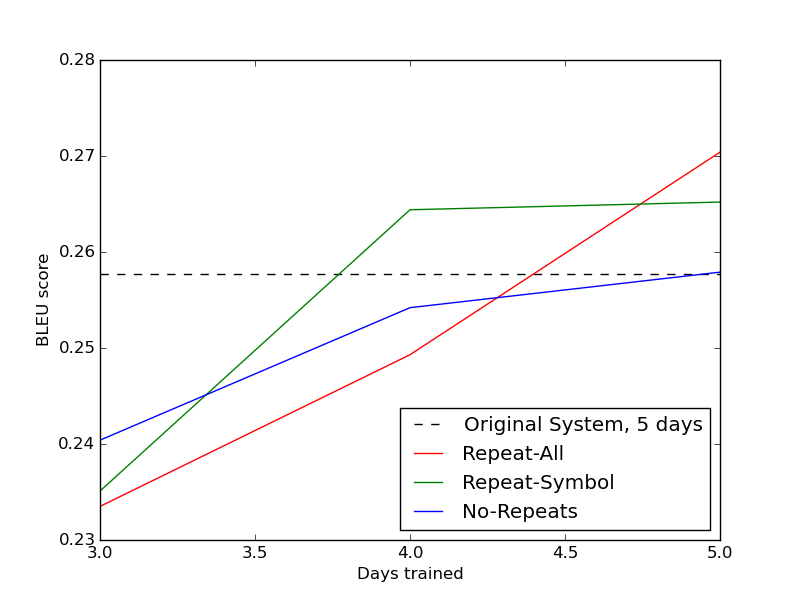 0.28
0.27
0.26
0.25
0.24
0.23
BLEU score
Original System, 5 days
Repeat-All
Repeat-Symbol
No-Repeats
3.0 3.5 4.0 4.5 5.0
Days trained